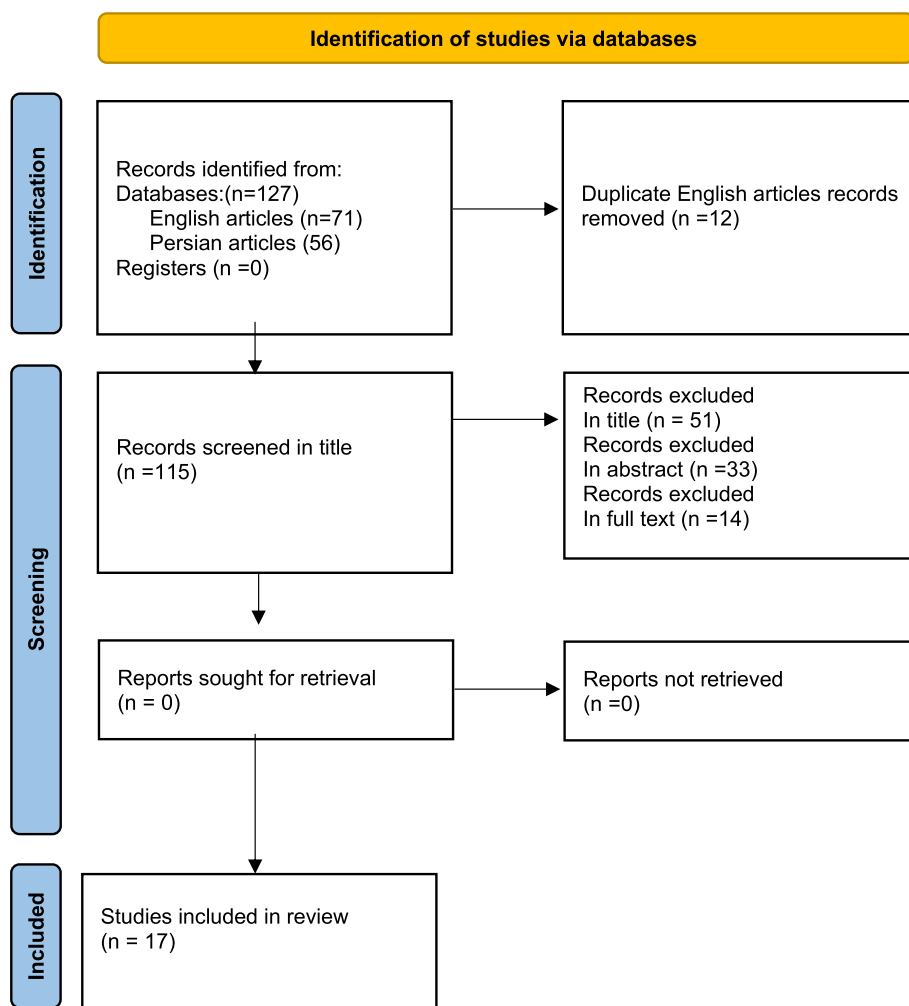 Identification of studies via databases
Identification
Records identified from:
Databases:(n=127)
English articles (n=71)
Persian articles (56)
Registers (n =0)
Duplicate English articles records
removed (n =12)
Screening
Records screened in title
(n =115)
Records excluded
In title (n = 51)
Records excluded
In abstract (n =33)
Records excluded
In full text (n =14)
Reports sought for retrieval
(n = 0)
Reports not retrieved
(n =0)
Included
Studies included in review
(n = 17)